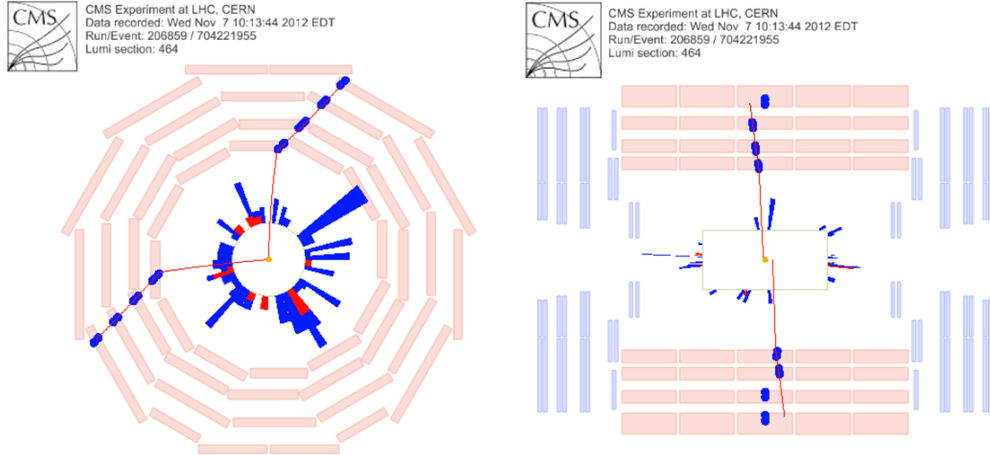 CMS
CMS Experiment at LHC, CERN
Data recorded: Wed Nov 7 10:13:44 2012 EDT
Run/Event: 206859 / 704221955
Lumi section: 464
CMS
CMS Experiment at LHC, CERN
Data recorded: Wed Nov 7 10:13:44 2012 EDT
Run/Event: 206859 / 704221955
Lumi section: 464